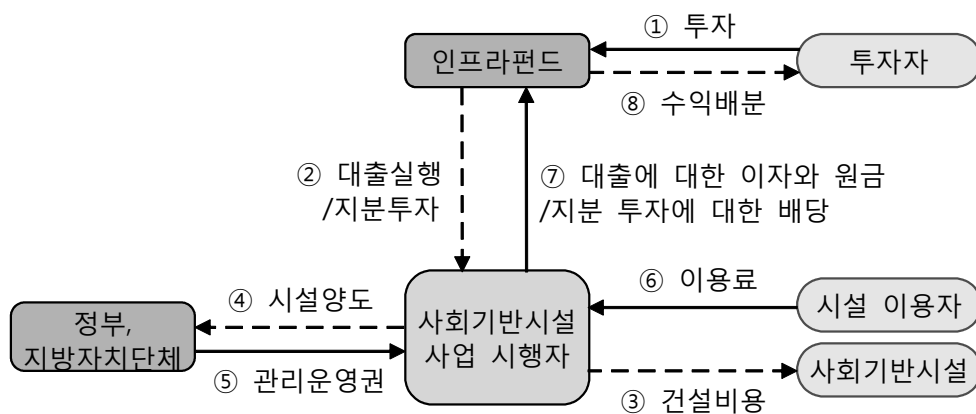 ① 투자
인프라펀드
투자자
⑧ 수익배분
② 대출실행
/지분투자
⑦ 대출에 대한 이자와 원금
/지분 투자에 대한 배당
④ 시설양도
⑥ 이용료
정부,
지방자치단체
사회기반시설
사업 시행자
시설 이용자
⑤ 관리운영권
③ 건설비용
사회기반시설